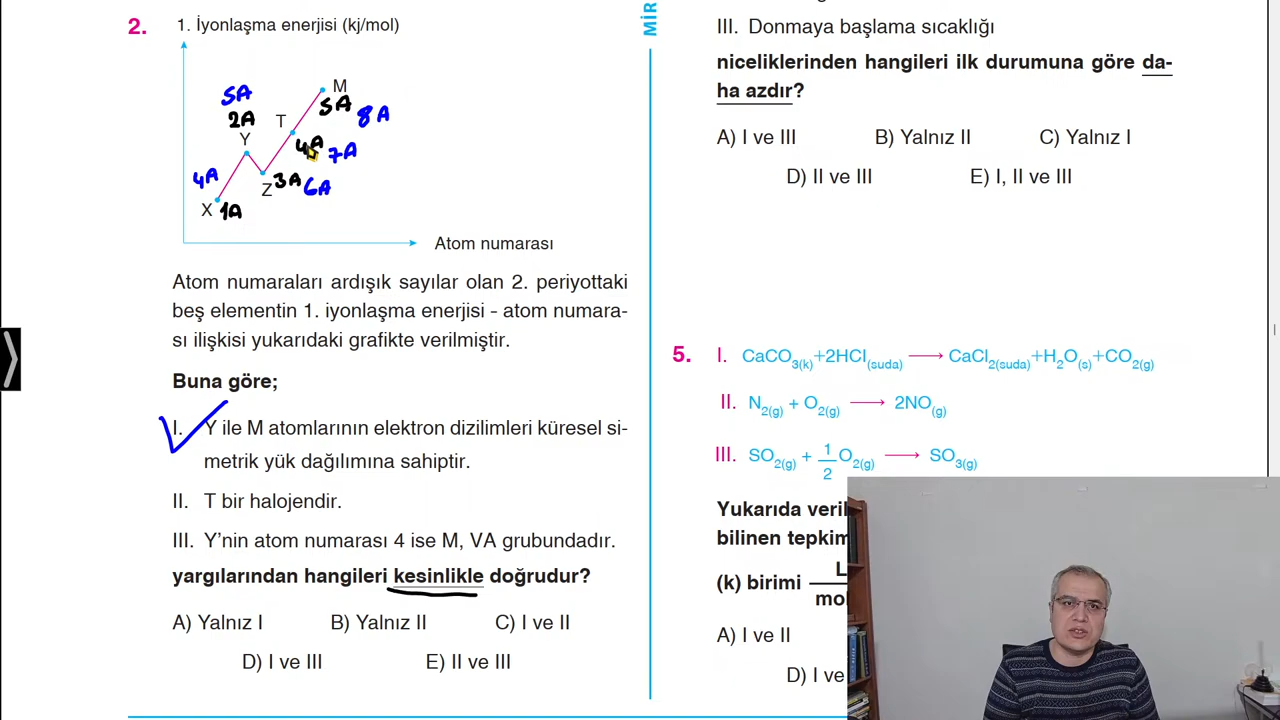 2.
1. İyonlaşma enerjisi (kj/mol)
M
5A
8A
5A
2A
T
Y
4A
7A
4A
Z
3A
6A
X
1A
Atom numarası
Atom numaraları ardışık sayılar olan 2. periyottaki
beş elementin 1. iyonlaşma enerjisi - atom numara-
sı ilişkisi yukarıdaki grafikte verilmiştir.
Buna göre;
I. Y ile M atomlarının elektron dizilimleri küresel si-
metrik yük dağılımına sahiptir.
II. T bir halojendir.
III. Y'nin atom numarası 4 ise M, VA grubundadır.
yargılarından hangileri kesinlikle doğrudur?
A) Yalnız I B) Yalnız II C) I ve II
D) I ve III E) II ve III
MİR
III. Donmaya başlama sıcaklığı
niceliklerinden hangileri ilk durumuna göre da-
ha azdır?
A) I ve III B) Yalnız II C) Yalnız I
D) II ve III E) I, II ve III
5. I. CaCO3(k)+2HCl(suda) ⟶ CaCl2(suda)+H2O(s)+CO2(g)
II. N2(g) + O2(g) ⟶ 2NO(g)
III. SO2(g) + 1/2 O2(g) ⟶ SO3(g)
Yukarıda veril
bilinen tepkim
(k) birimi L
mol
A) I ve II
D) I ve